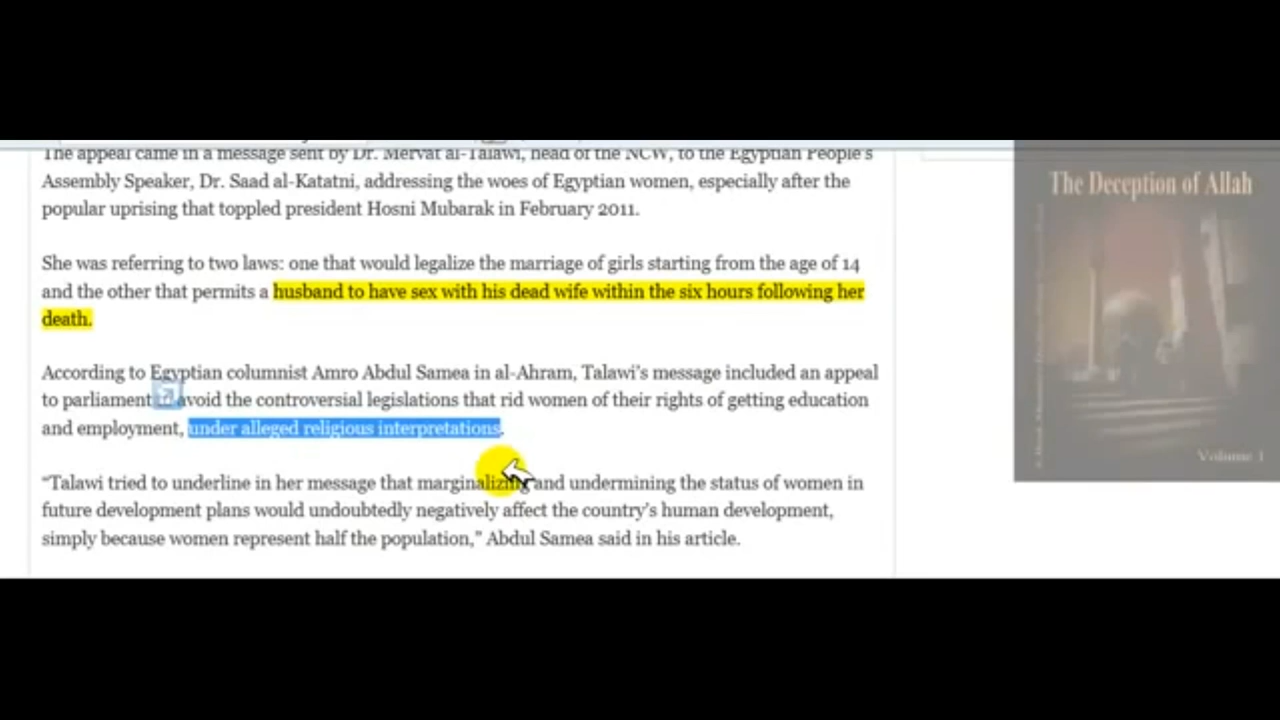 The appeal came in a message sent by Dr. Mervat al-Talawi, head of the NCW, to the Egyptian People's
Assembly Speaker, Dr. Saad al-Katatni, addressing the woes of Egyptian women, especially after the
popular uprising that toppled president Hosni Mubarak in February 2011.
She was referring to two laws: one that would legalize the marriage of girls starting from the age of 14
and the other that permits a husband to have sex with his dead wife within the six hours following her
death.
According to Egyptian columnist Amro Abdul Samea in al-Ahram, Talawi's message included an appeal
to parliament avoid the controversial legislations that rid women of their rights of getting education
and employment, under alleged religious interpretations.
“Talawi tried to underline in her message that marginalizing and undermining the status of women in
future development plans would undoubtedly negatively affect the country's human development,
simply because women represent half the population,” Abdul Samea said in his article.
The Deception of Allah
Volume 1